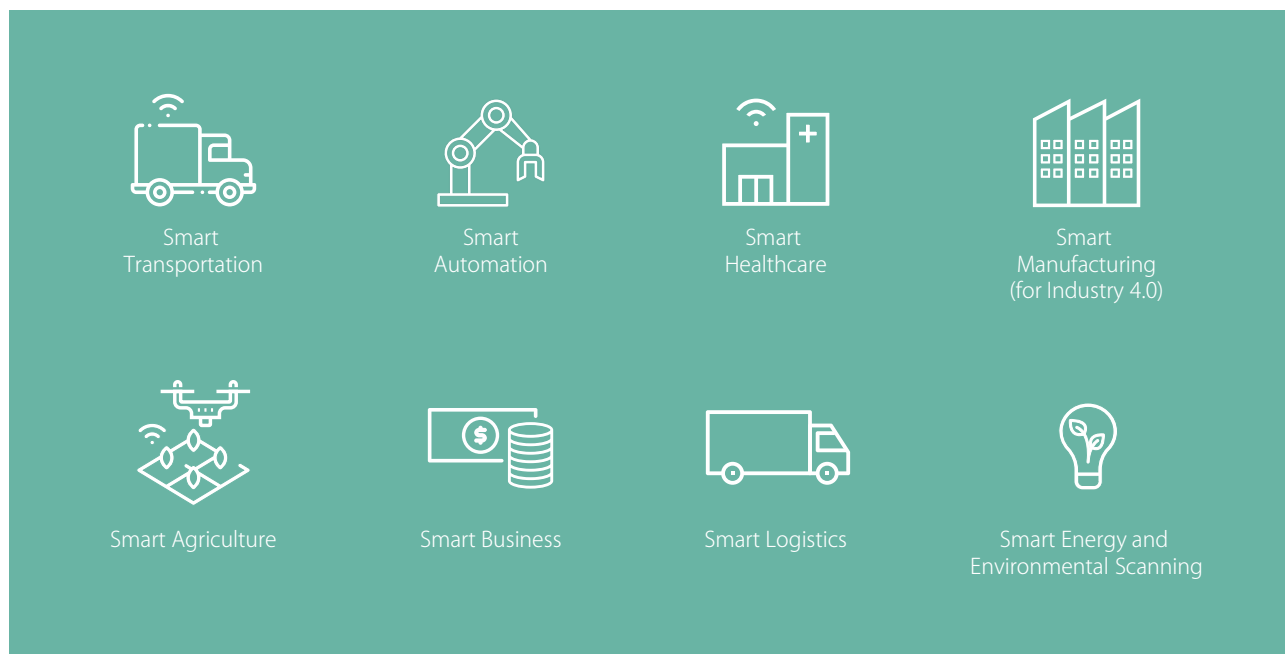 Smart
Transportation
Smart
Automation
Smart
Healthcare
Smart
Manufacturing
(for Industry 4.0)
Smart Agriculture
Smart Business
Smart Logistics
Smart Energy and
Environmental Scanning